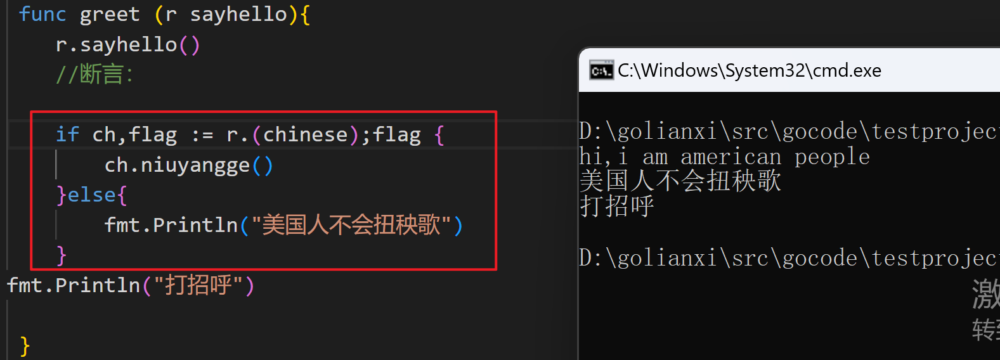 func greet (r sayhello){
r.sayhello()
//断言:
if ch,flag := r.(chinese);flag {
ch.niuyangge()
}else{
fmt.Println("美国人不会扭秧歌")
}
fmt.Println("打招呼")
}
C:\Windows\System32\cmd.exe
D:\golianxi\src\gocode\testprojec
hi,i am american people
美国人不会扭秧歌
打招呼
D:\golianxi\src\gocode\testprojec
激
转到